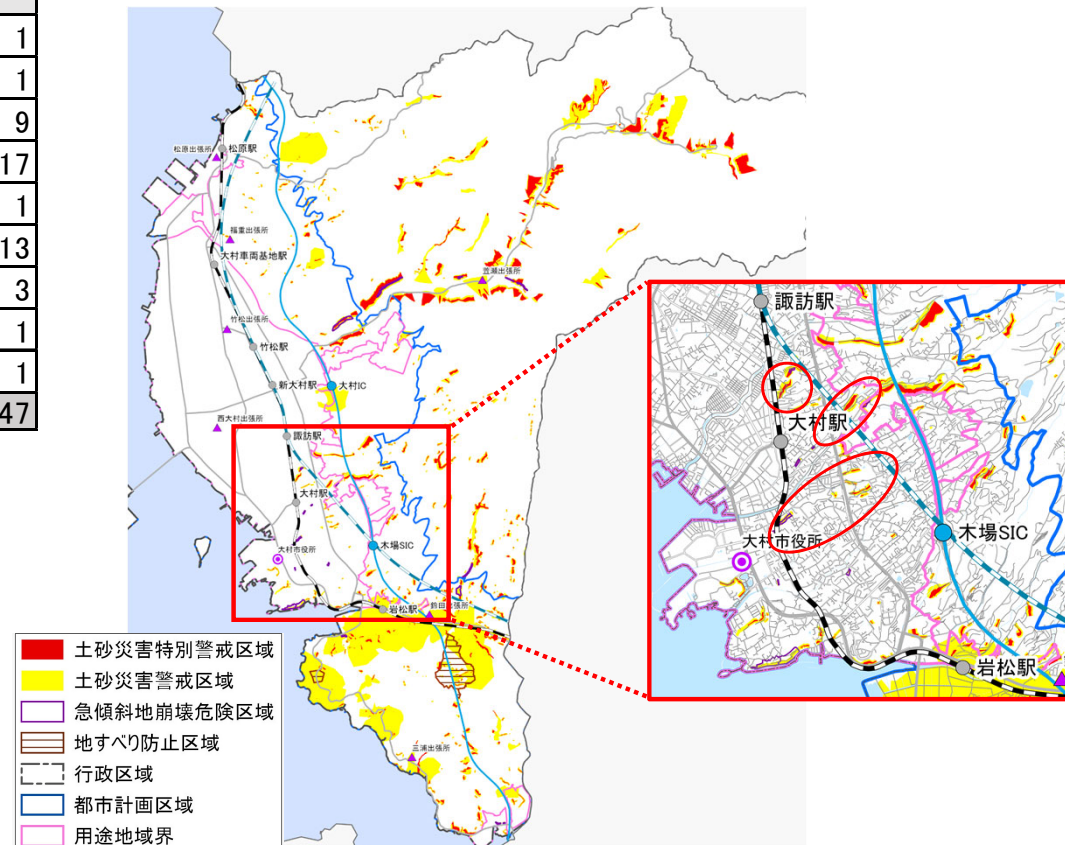 1
1
9
17
1
13
3
1
1
47
松原出張所
松原駅
福重出張所
大村車両基地駅
竹松出張所
竹松駅
新大村駅
大村IC
萱瀬出張所
西大村出張所
諏訪駅
大村駅
大村市役所
木場SIC
岩松駅
鈴田出張所
三浦出張所
諏訪駅
大村駅
大村市役所
木場SIC
岩松駅
土砂災害特別警戒区域
土砂災害警戒区域
急傾斜地崩壊危険区域
地すべり防止区域
行政区域
都市計画区域
用途地域界